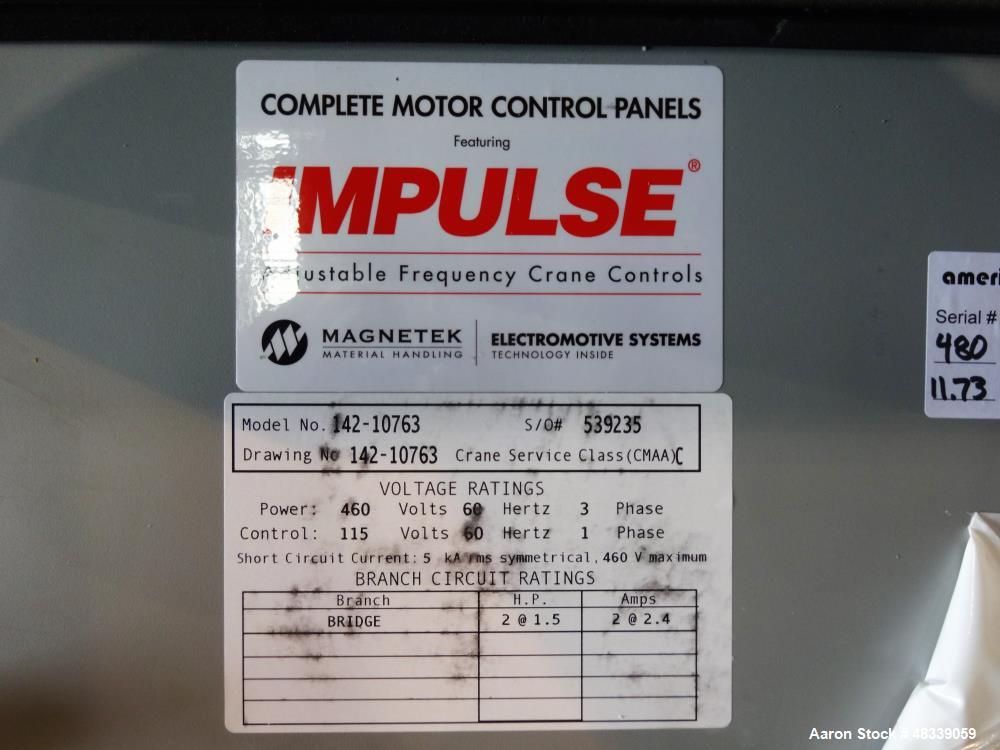 COMPLETE MOTOR CONTROL PANELS
Featuring
IMPULSE®
Adjustable Frequency Crane Controls
MAGNETEK
MATERIAL HANDLING
ELECTROMOTIVE SYSTEMS
TECHNOLOGY INSIDE
Model No. 142-10763 S/O# 539235
Drawing No 142-10763 Crane Service Class(CMAA)C
VOLTAGE RATINGS
Power: 460 Volts 60 Hertz 3 Phase
Control: 115 Volts 60 Hertz 1 Phase
Short Circuit Current: 5 kA rms symmetrical, 460 V maximum
BRANCH CIRCUIT RATINGS
Branch H.P. Amps
BRIDGE 2 @ 1.5 2 @ 2.4
ameri
Serial #
480
11.73
Aaron Stock # 48339059